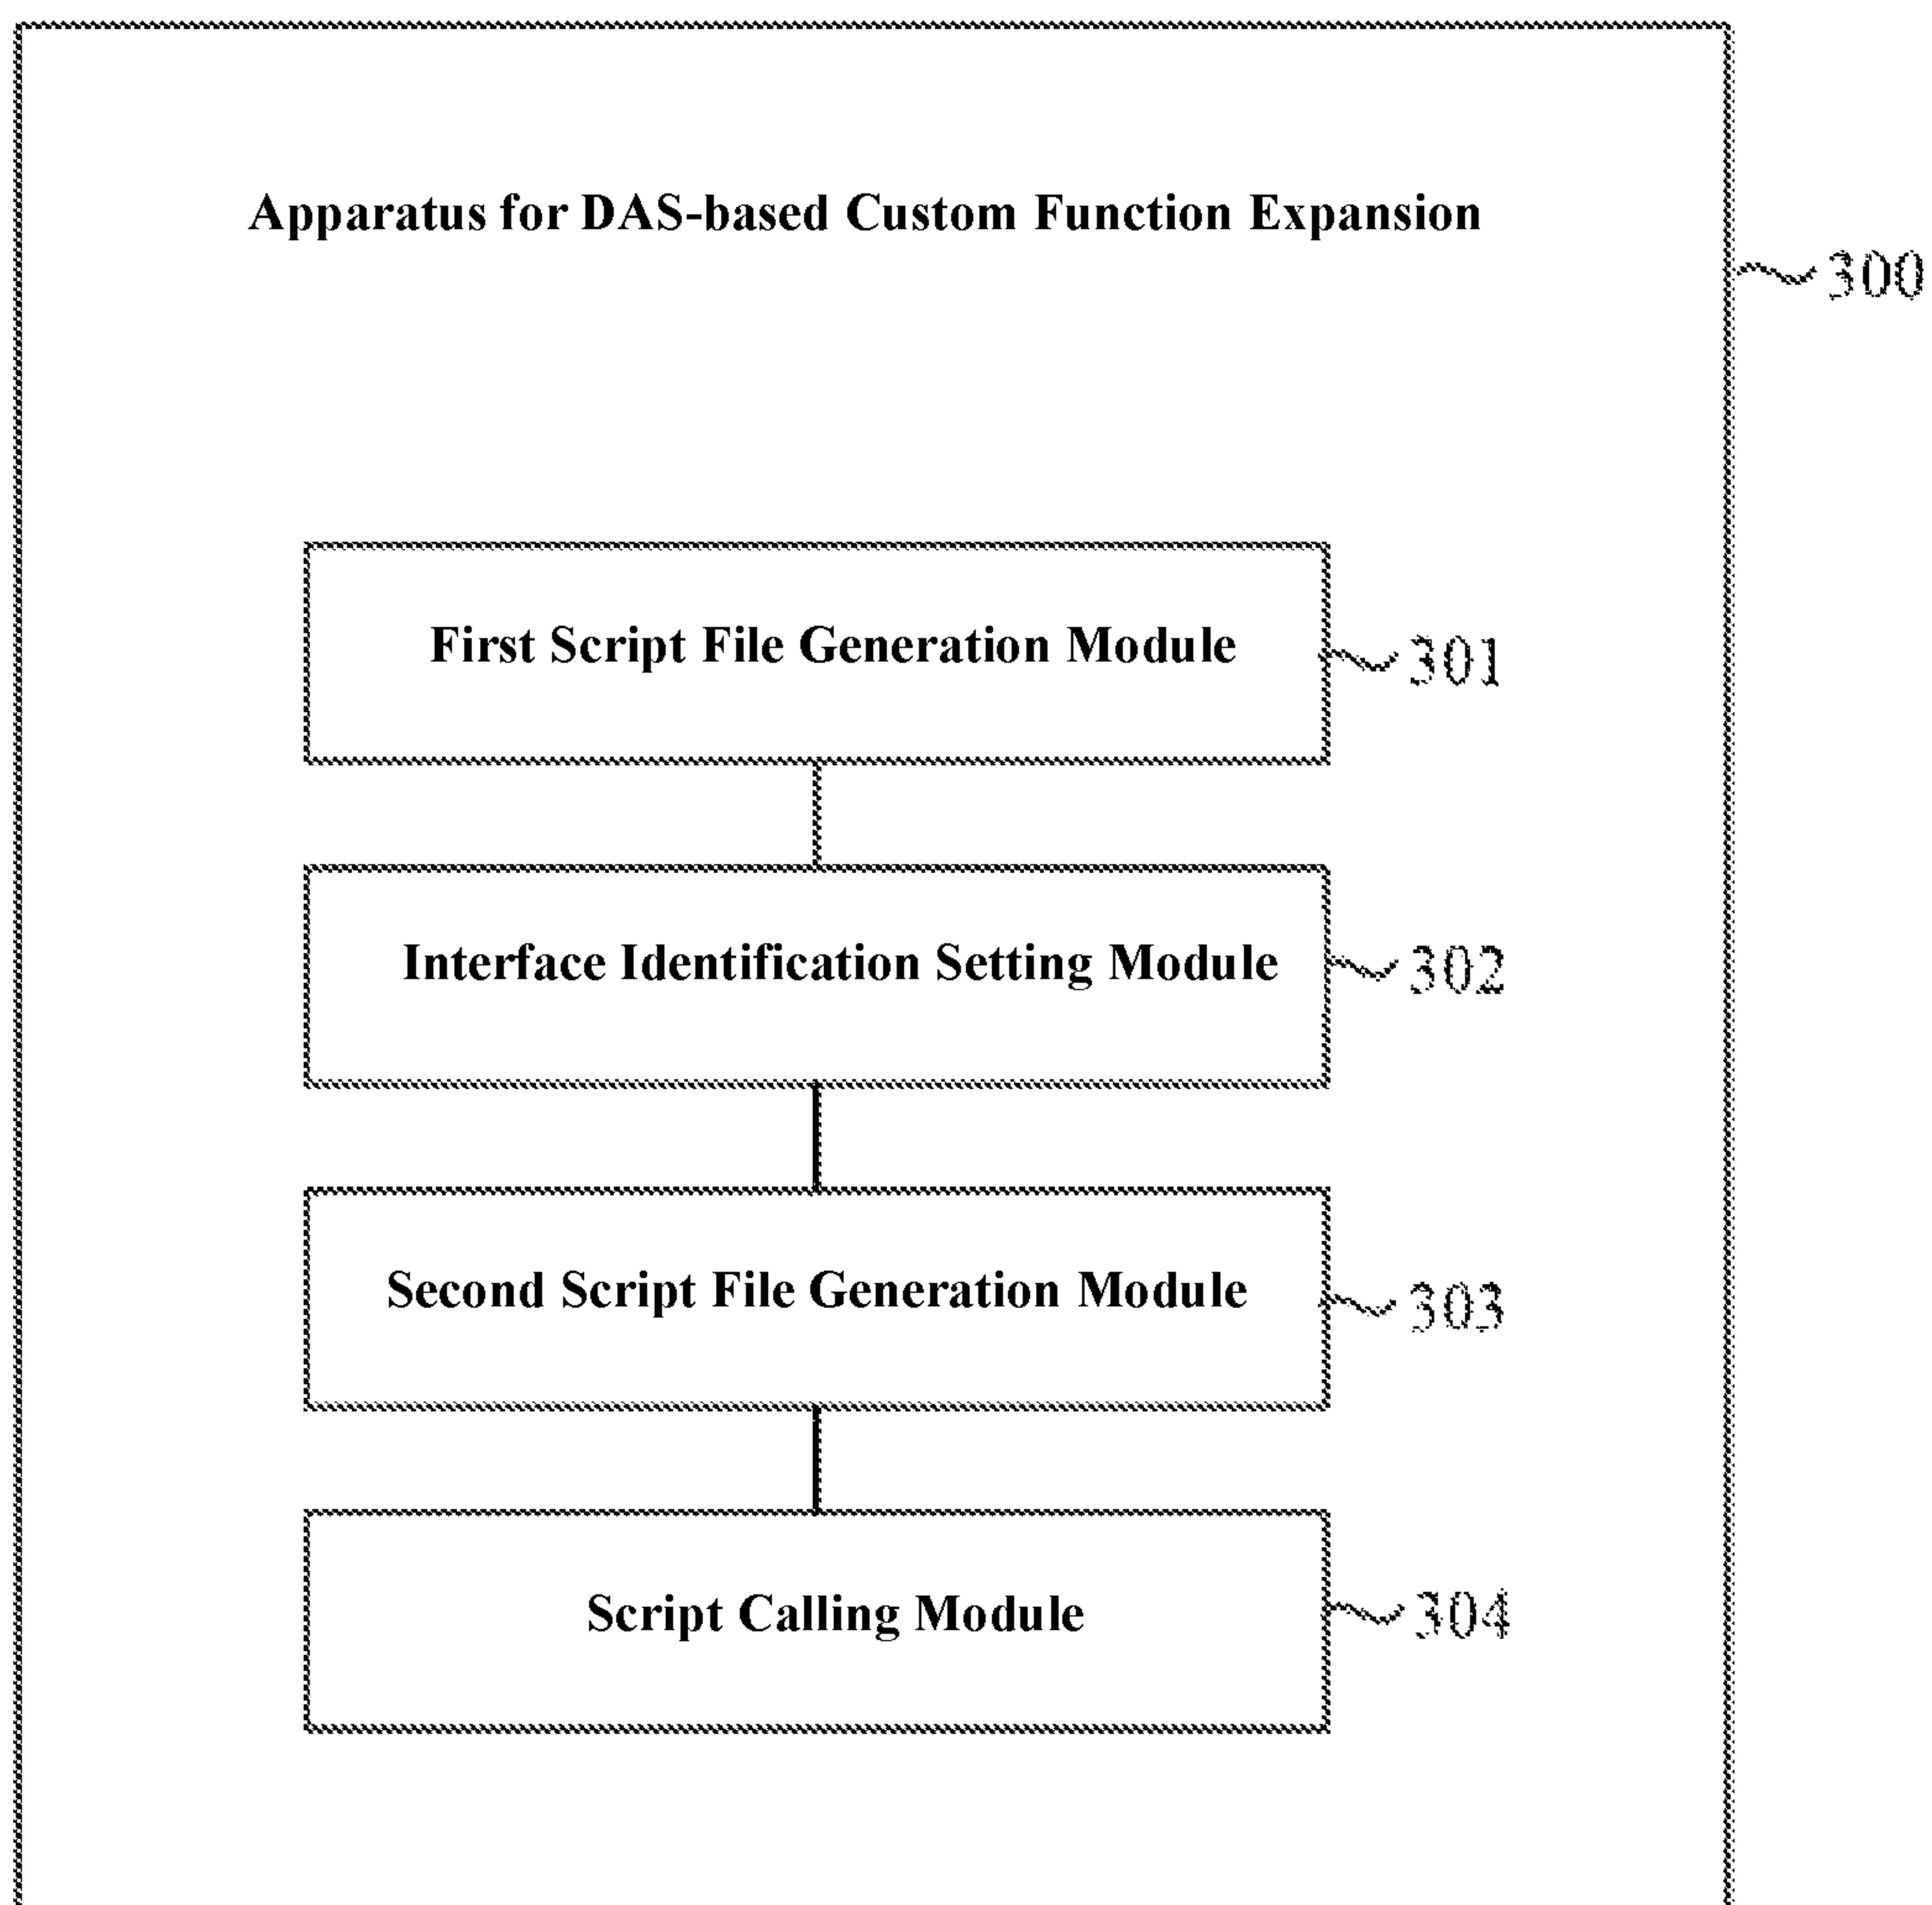 Apparatus for DAS-based Custom Function Expansion
300
First Script File Generation Module
301
Interface Identification Setting Module
302
Second Script File Generation Module
303
Script Calling Module
304